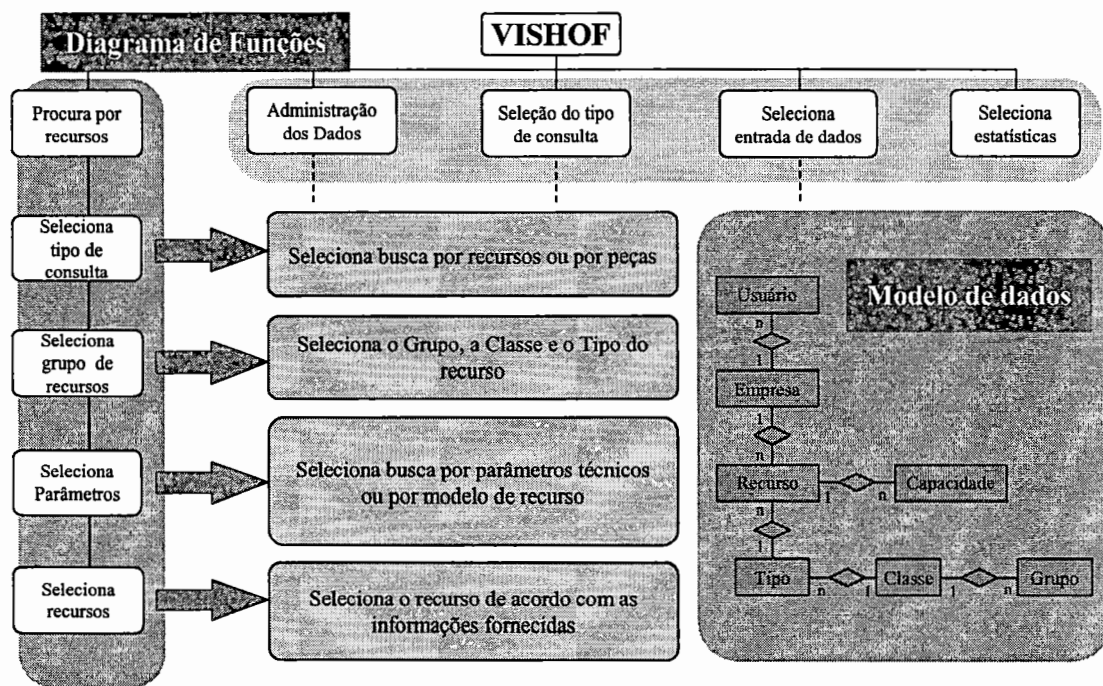 Diagrama de Funções
VISHOF
Procura por
recursos
Administração
dos Dados
Seleção do tipo
de consulta
Seleciona
entrada de dados
Seleciona
estatísticas
Seleciona
tipo de
consulta
Seleciona busca por recursos ou por peças
Seleciona
grupo de
recursos
Seleciona o Grupo, a Classe e o Tipo do
recurso
Seleciona
Parâmetros
Seleciona busca por parâmetros técnicos
ou por modelo de recurso
Seleciona
recursos
Seleciona o recurso de acordo com as
informações fornecidas
Modelo de dados
Usuário
n
1
Empresa
1
n
Recurso
1
n
Capacidade
n
1
Tipo
n
1
Classe
1
n
Grupo